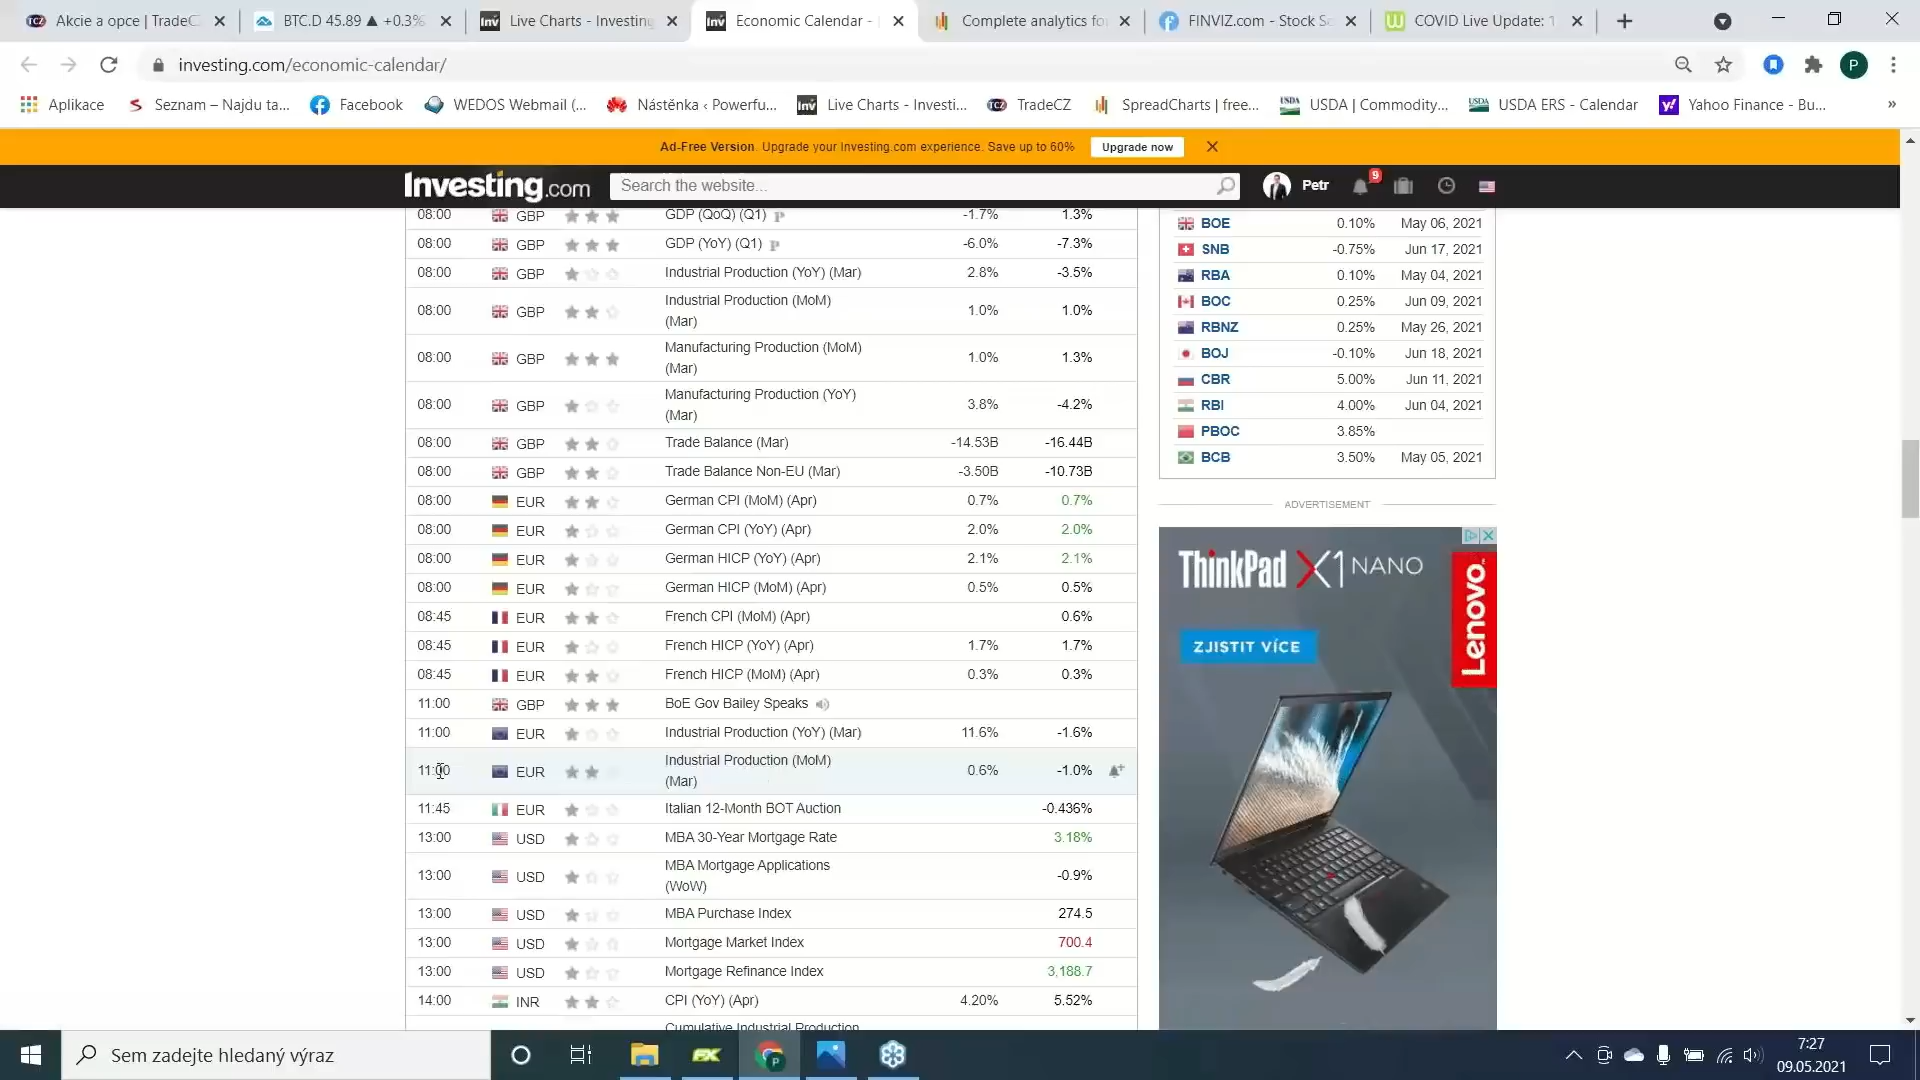 Akcie a opce | TradeC
BTC.D 45.89 ▲ +0.3%
Live Charts - Investing
Economic Calendar -
Complete analytics fo
FINVIZ.com - Stock S
COVID Live Update: 1
investing.com/economic-calendar/
P
Aplikace
Seznam – Najdu ta...
Facebook
WEDOS Webmail (...
Nástěnka ‹ Powerfu...
Live Charts - Investi...
TradeCZ
SpreadCharts | free...
USDA | Commodity...
USDA ERS - Calendar
Yahoo Finance - Bu...
»
Ad-Free Version. Upgrade your Investing.com experience. Save up to 60%
Upgrade now
Investing.com
Search the website...
Petr
9
08:00 GBP GDP (QoQ) (Q1) P -1.7% 1.3%
08:00 GBP GDP (YoY) (Q1) P -6.0% -7.3%
08:00 GBP Industrial Production (YoY) (Mar) 2.8% -3.5%
08:00 GBP Industrial Production (MoM) 1.0% 1.0%
(Mar)
08:00 GBP Manufacturing Production (MoM) 1.0% 1.3%
(Mar)
08:00 GBP Manufacturing Production (YoY) 3.8% -4.2%
(Mar)
08:00 GBP Trade Balance (Mar) -14.53B -16.44B
08:00 GBP Trade Balance Non-EU (Mar) -3.50B -10.73B
08:00 EUR German CPI (MoM) (Apr) 0.7% 0.7%
08:00 EUR German CPI (YoY) (Apr) 2.0% 2.0%
08:00 EUR German HICP (YoY) (Apr) 2.1% 2.1%
08:00 EUR German HICP (MoM) (Apr) 0.5% 0.5%
08:45 EUR French CPI (MoM) (Apr) 0.6%
08:45 EUR French HICP (YoY) (Apr) 1.7% 1.7%
08:45 EUR French HICP (MoM) (Apr) 0.3% 0.3%
11:00 GBP BoE Gov Bailey Speaks
11:00 EUR Industrial Production (YoY) (Mar) 11.6% -1.6%
11:00 EUR Industrial Production (MoM) 0.6% -1.0%
(Mar)
11:45 EUR Italian 12-Month BOT Auction -0.436%
13:00 USD MBA 30-Year Mortgage Rate 3.18%
13:00 USD MBA Mortgage Applications -0.9%
(WoW)
13:00 USD MBA Purchase Index 274.5
13:00 USD Mortgage Market Index 700.4
13:00 USD Mortgage Refinance Index 3,188.7
14:00 INR CPI (YoY) (Apr) 4.20% 5.52%
Cumulative Industrial Production
BOE 0.10% May 06, 2021
SNB -0.75% Jun 17, 2021
RBA 0.10% May 04, 2021
BOC 0.25% Jun 09, 2021
RBNZ 0.25% May 26, 2021
BOJ -0.10% Jun 18, 2021
CBR 5.00% Jun 11, 2021
RBI 4.00% Jun 04, 2021
PBOC 3.85%
BCB 3.50% May 05, 2021
ADVERTISEMENT
ThinkPad X1 NANO
Lenovo.
ZJISTIT VÍCE
Sem zadejte hledaný výraz
7:27
09.05.2021